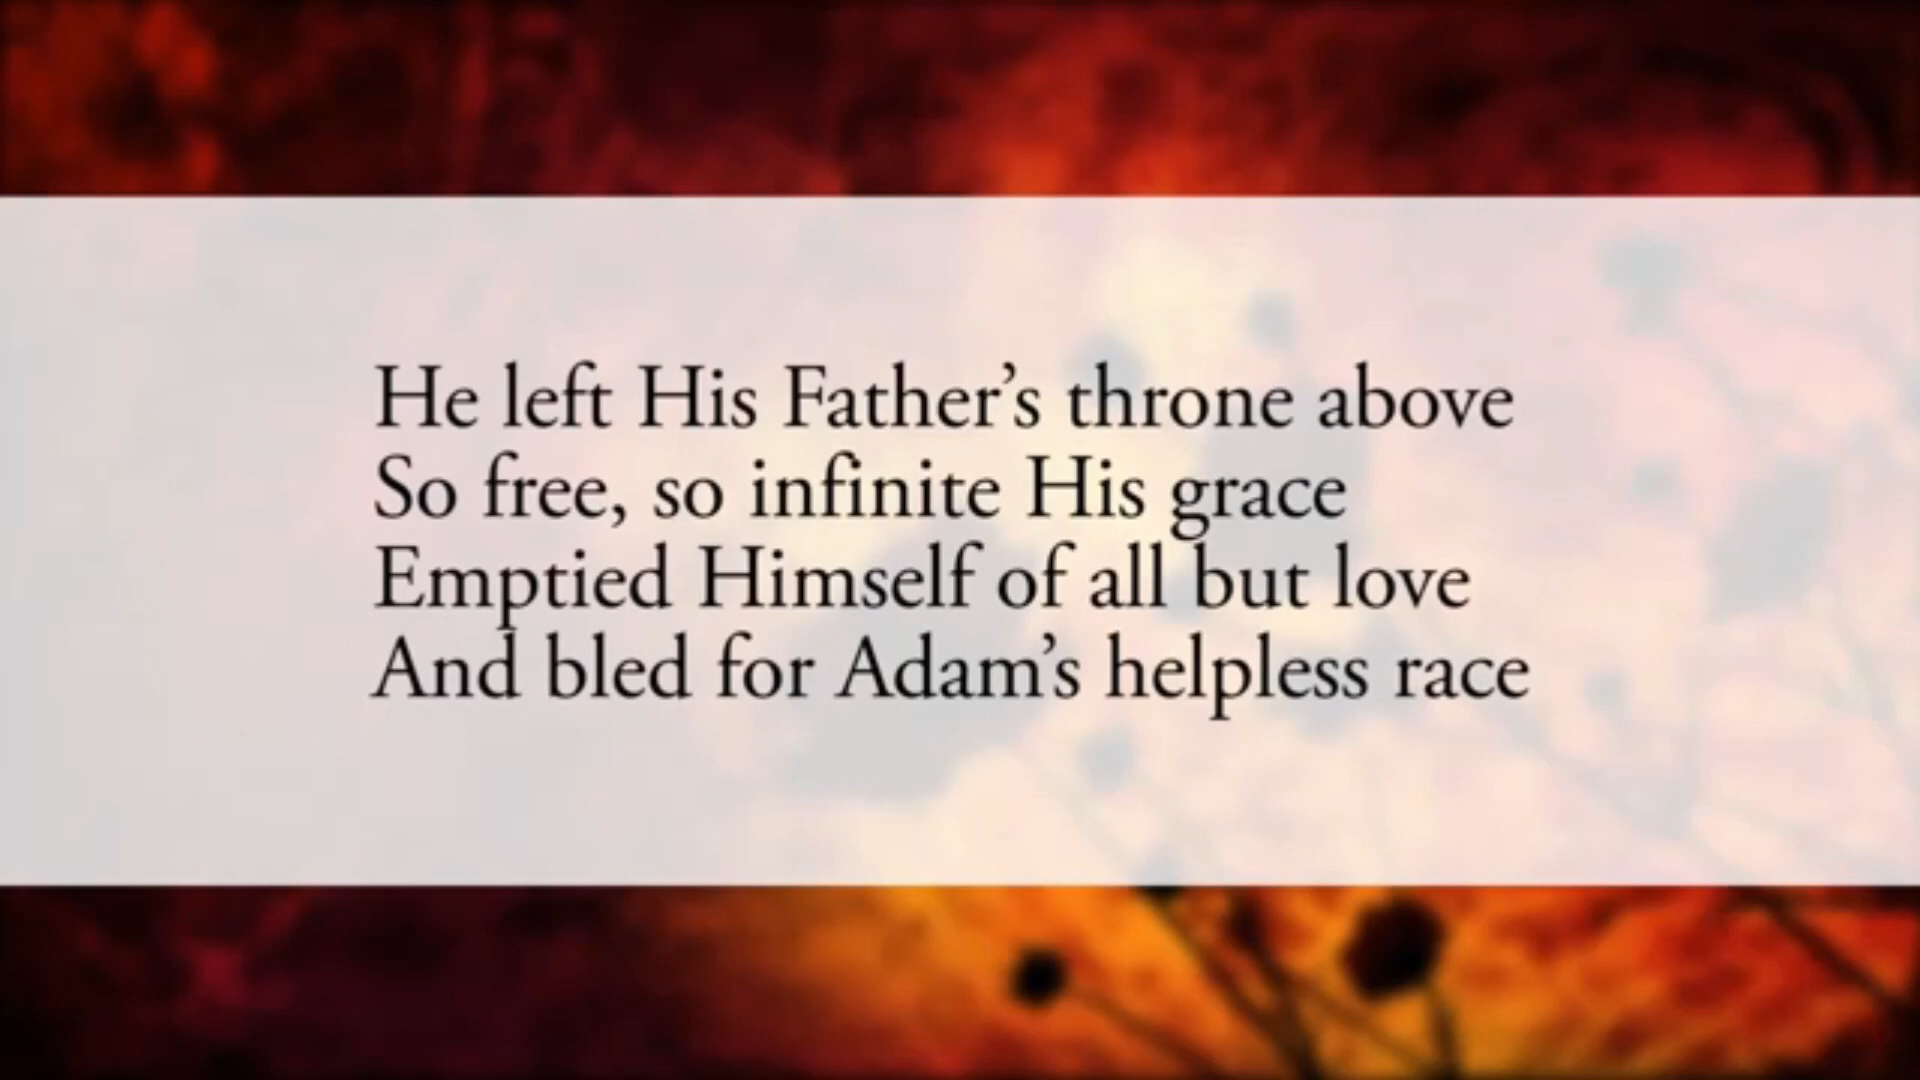 He left His Father’s throne above
So free, so infinite His grace
Emptied Himself of all but love
And bled for Adam’s helpless race